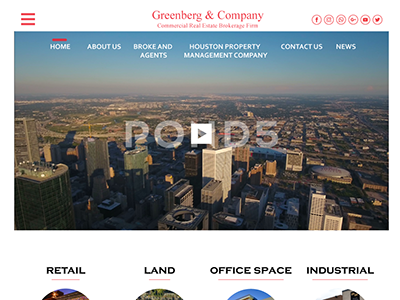 Greenberg & Company
Commercial Real Estate Brokerage Firm
HOME
ABOUT US
BROKE AND
AGENTS
HOUSTON PROPERTY
MANAGEMENT COMPANY
CONTACT US
NEWS
POND5
RETAIL
LAND
OFFICE SPACE
INDUSTRIAL